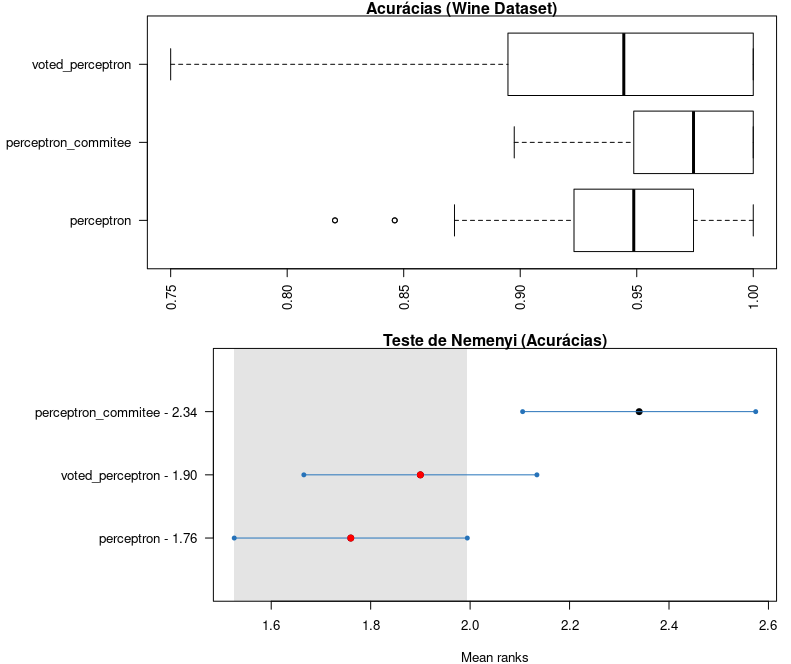 Acurácias (Wine Dataset)
voted_perceptron
perceptron_commitee
perceptron
0.75 0.80 0.85 0.90 0.95 1.00
Teste de Nemenyi (Acurácias)
perceptron_commitee - 2.34
voted_perceptron - 1.90
perceptron - 1.76
1.6 1.8 2.0 2.2 2.4 2.6
Mean ranks